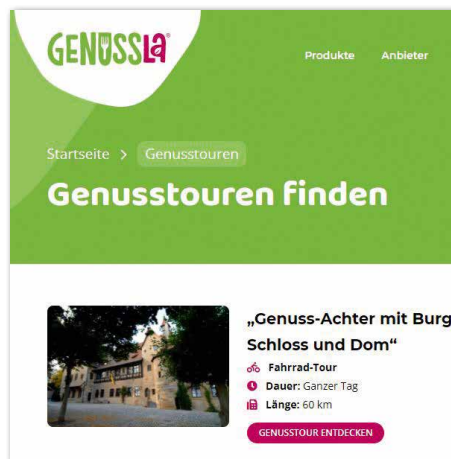 GENUSSLA
Produkte Anbieter
Startseite > Genusstouren
Genusstouren finden
„Genuss-Achter mit Burg
Schloss und Dom“
Fahrrad-Tour
Dauer: Ganzer Tag
Länge: 60 km
GENUSSTOUR ENTDECKEN